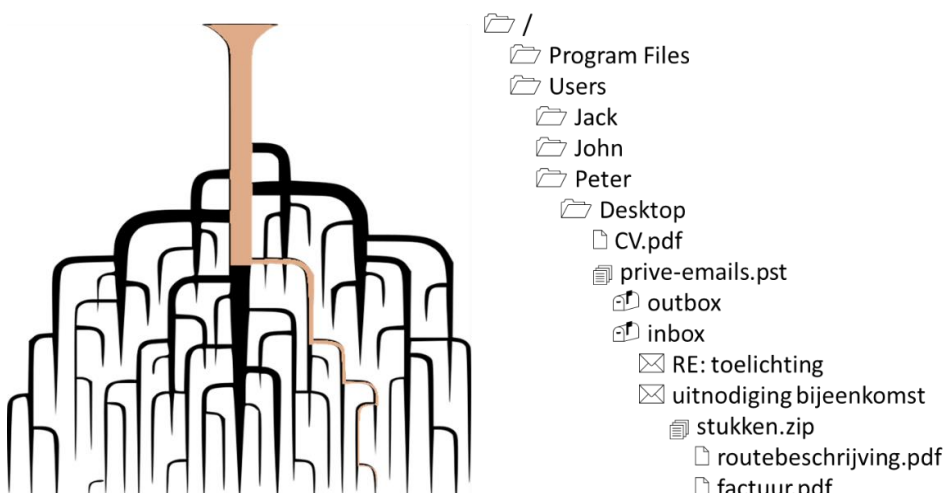 /
Program Files
Users
Jack
John
Peter
Desktop
CV.pdf
prive-emails.pst
outbox
inbox
RE: toelichting
uitnodiging bijeenkomst
stukken.zip
routebeschrijving.pdf
factuur.pdf